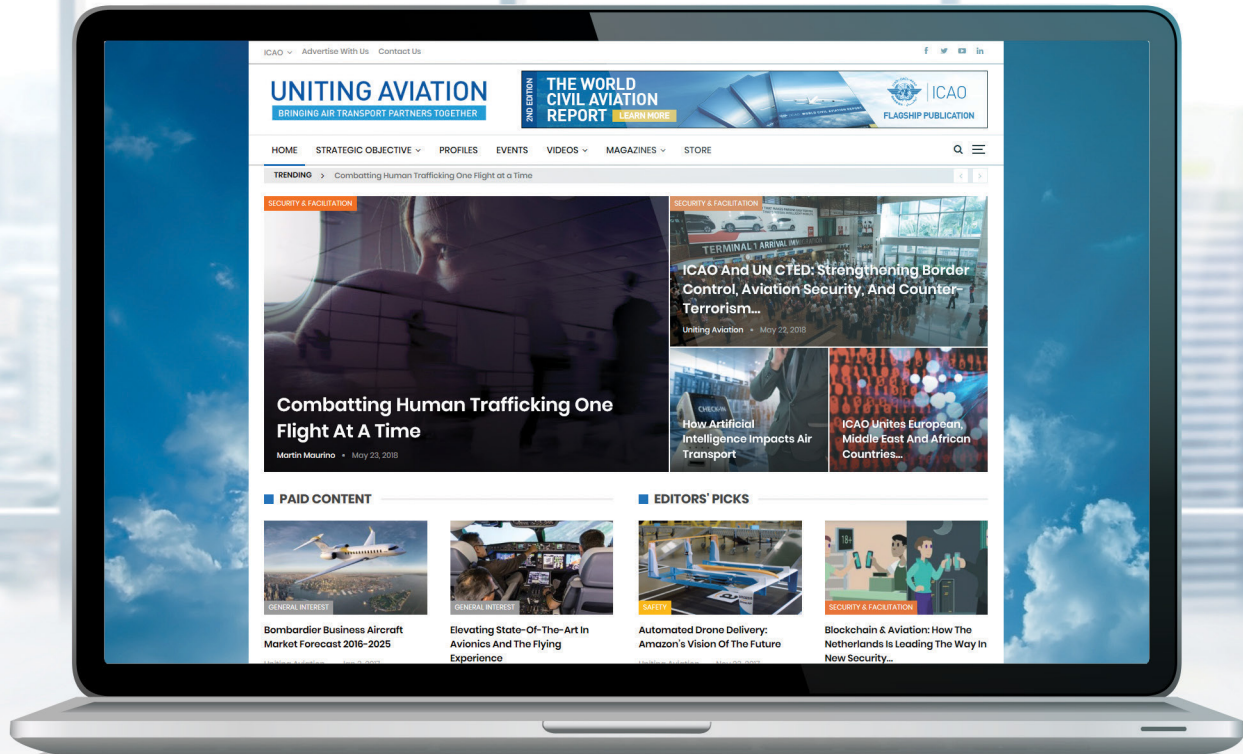 ICAO Advertise With Us Contact Us
f in
UNITING AVIATION
BRINGING AIR TRANSPORT PARTNERS TOGETHER
2ND EDITION
THE WORLD
CIVIL AVIATION
REPORT LEARN MORE
ICAO
FLAGSHIP PUBLICATION
HOME STRATEGIC OBJECTIVE PROFILES EVENTS VIDEOS MAGAZINES STORE
TRENDING > Combatting Human Trafficking One Flight at a Time
SECURITY & FACILITATION
Combatting Human Trafficking One
Flight At A Time
Martin Maurino • May 23, 2018
SECURITY & FACILITATION
TERMINAL 1 ARRIVAL
ICAO And UN CTED: Strengthening Border
Control, Aviation Security, And Counter-
Terrorism...
Uniting Aviation • May 22, 2018
CHECK-IN
How Artificial
Intelligence Impacts Air
Transport
ICAO Unites European,
Middle East And African
Countries...
PAID CONTENT
GENERAL INTEREST
Bombardier Business Aircraft
Market Forecast 2016-2025
GENERAL INTEREST
Elevating State-Of-The-Art In
Avionics And The Flying
Experience
EDITORS' PICKS
SAFETY
Automated Drone Delivery:
Amazon's Vision Of The Future
18+
SECURITY & FACILITATION
Blockchain & Aviation: How The
Netherlands Is Leading The Way In
New Security...